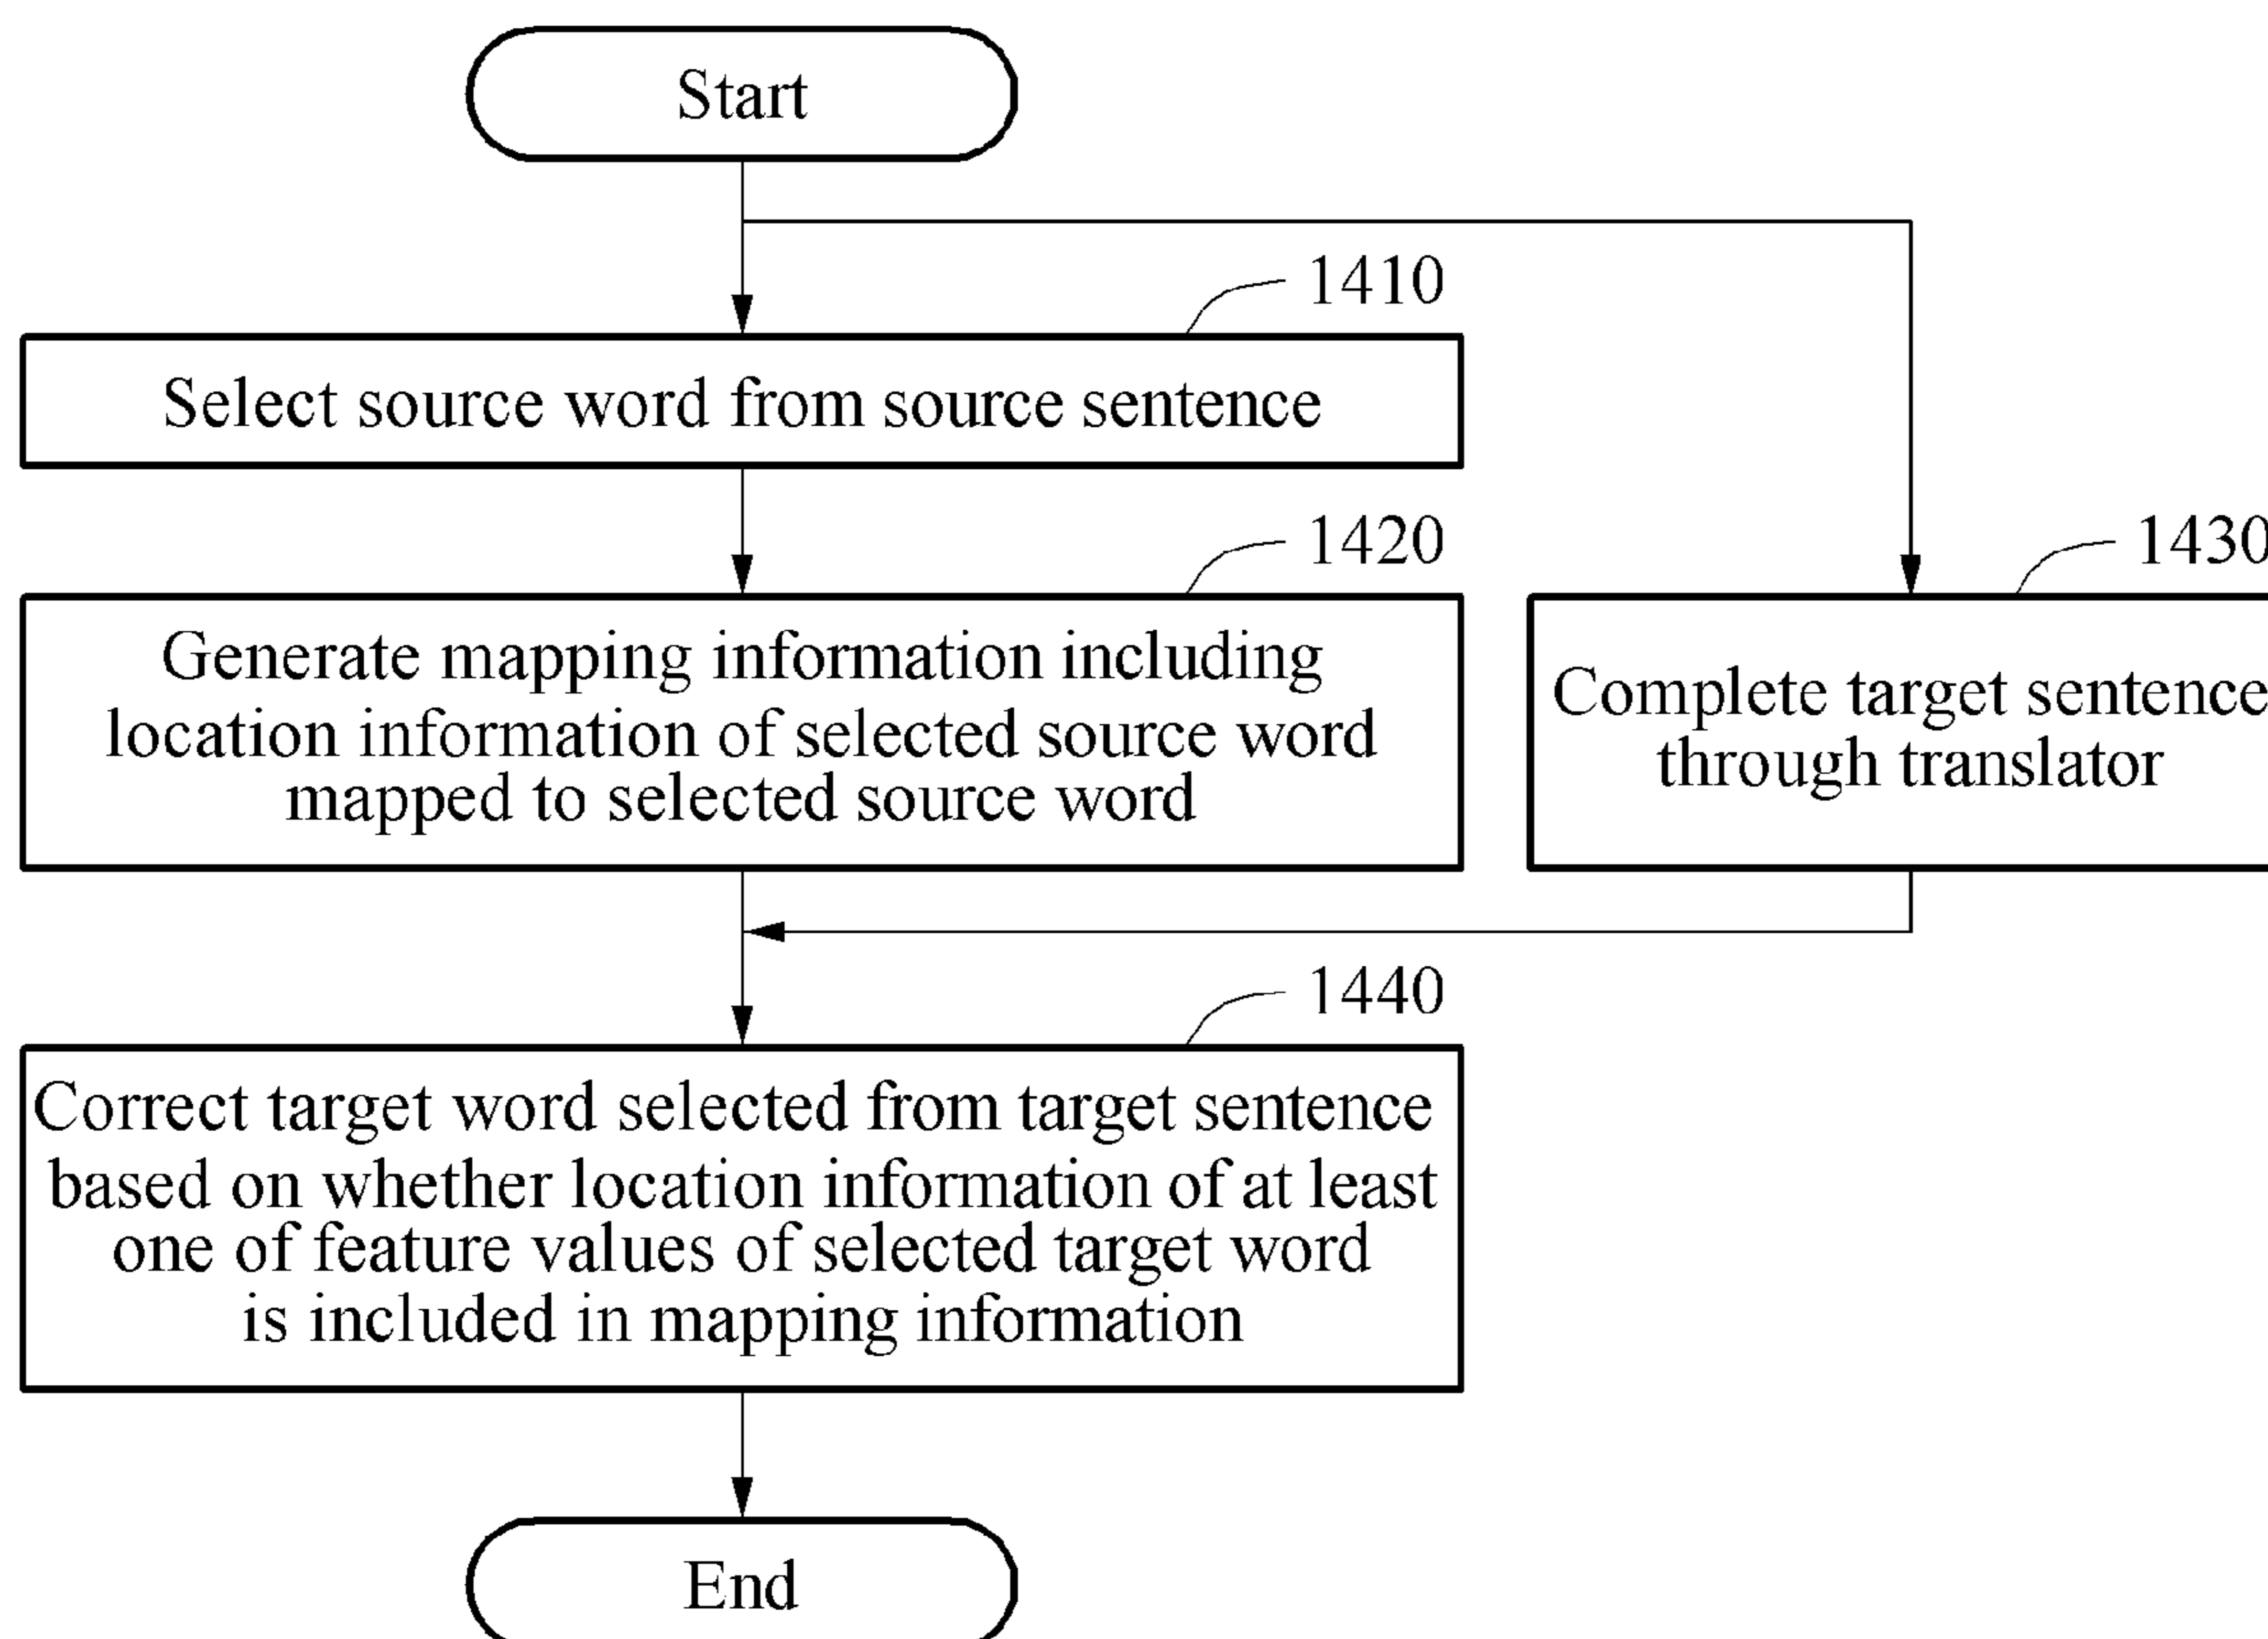 Start
1410
Select source word from source sentence
1420
Generate mapping information including
location information of selected source word
mapped to selected source word
1430
Complete target sentence
through translator
1440
Correct target word selected from target sentence
based on whether location information of at least
one of feature values of selected target word
is included in mapping information
End